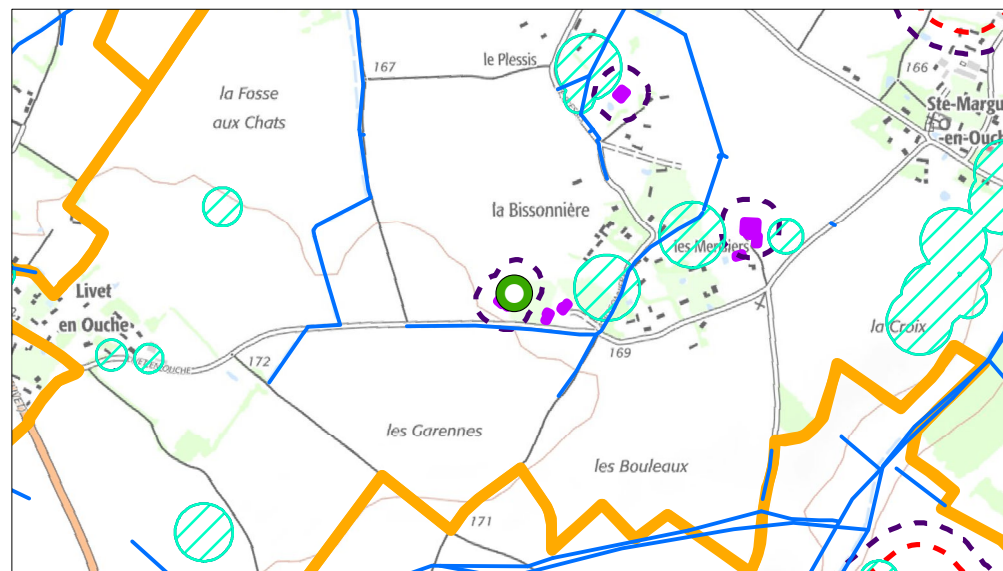 le Plessis
167
166
la Fosse
aux Chats
Ste-Margu
-en-Ouch
la Bissonnière
les Merisiers
Livet
en Ouche
la Croix
172
169
les Garennes
les Bouleaux
171